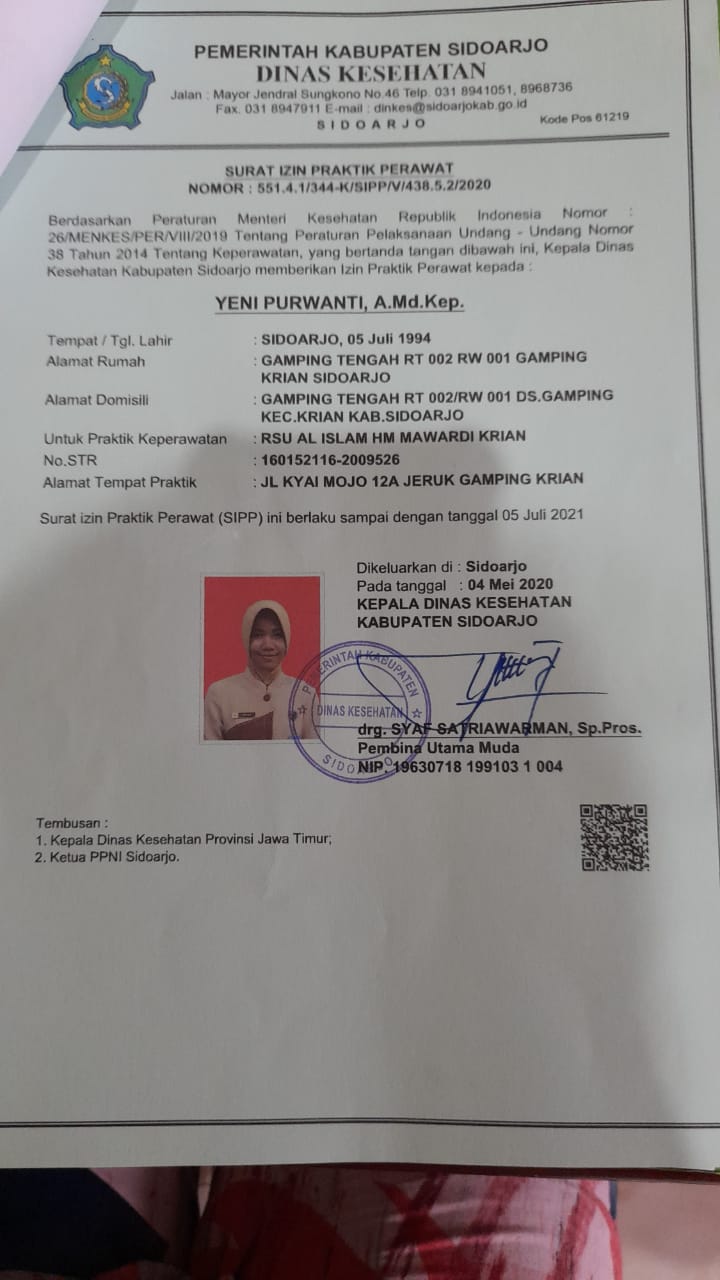 PEMERINTAH KABUPATEN SIDOARJO
DINAS KESEHATAN
Jalan : Mayor Jendral Sungkono No.46 Telp. 031 8941051, 8968736
Fax. 031 8947911 E-mail : dinkes@sidoarjokab.go.id
SIDOARJO
Kode Pos 61219
SURAT IZIN PRAKTIK PERAWAT
NOMOR : 551.4.1/344-K/SIPP/V/438.5.2/2020
Berdasarkan Peraturan Menteri Kesehatan Republik Indonesia Nomor :
26/MENKES/PER/VIII/2019 Tentang Peraturan Pelaksanaan Undang - Undang Nomor
38 Tahun 2014 Tentang Keperawatan, yang bertanda tangan dibawah ini, Kepala Dinas
Kesehatan Kabupaten Sidoarjo memberikan Izin Praktik Perawat kepada :
YENI PURWANTI, A.Md.Kep.
Tempat / Tgl. Lahir : SIDOARJO, 05 Juli 1994
Alamat Rumah : GAMPING TENGAH RT 002 RW 001 GAMPING
KRIAN SIDOARJO
Alamat Domisili : GAMPING TENGAH RT 002/RW 001 DS.GAMPING
KEC.KRIAN KAB.SIDOARJO
Untuk Praktik Keperawatan : RSU AL ISLAM HM MAWARDI KRIAN
No.STR : 160152116-2009526
Alamat Tempat Praktik : JL KYAI MOJO 12A JERUK GAMPING KRIAN
Surat izin Praktik Perawat (SIPP) ini berlaku sampai dengan tanggal 05 Juli 2021
Dikeluarkan di : Sidoarjo
Pada tanggal : 04 Mei 2020
KEPALA DINAS KESEHATAN
KABUPATEN SIDOARJO
PEMERINTAH KABUPATEN
DINAS KESEHATAN
SIDOARJO
drg. SYAF SATRIAWARMAN, Sp.Pros.
Pembina Utama Muda
NIP. 19630718 199103 1 004
Tembusan :
1. Kepala Dinas Kesehatan Provinsi Jawa Timur;
2. Ketua PPNI Sidoarjo.